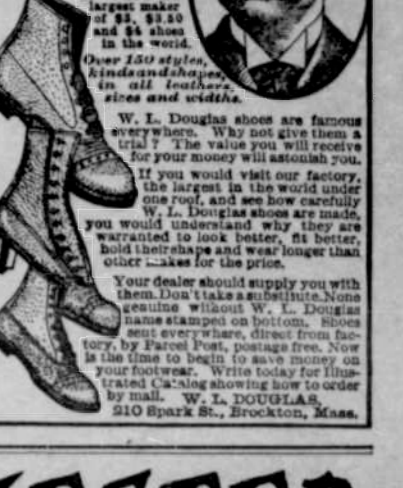 largest maker
of $3, $3.50
and $4 shoes
in the world.
Over 150 styles,
kinds and shapes,
in all leathers,
sizes and widths.
W. L. Douglas shoes are famous
everywhere. Why not give them a
trial? The value you will receive
for your money will astonish you.
If you would visit our factory,
the largest in the world under
one roof, and see how carefully
W. L. Douglas shoes are made,
you would understand why they are
warranted to look better, fit better,
hold their shape and wear longer than
other makes for the price.
Your dealer should supply you with
them. Don't take a substitute. None
genuine without W. L. Douglas
name stamped on bottom. Shoes
sent everywhere, direct from fac-
tory, by Parcel Post, postage free. Now
is the time to begin to save money on
your footwear. Write today for Illus-
trated Catalog showing how to order
by mail. W. L. DOUGLAS,
210 Spark St., Brockton, Mass.